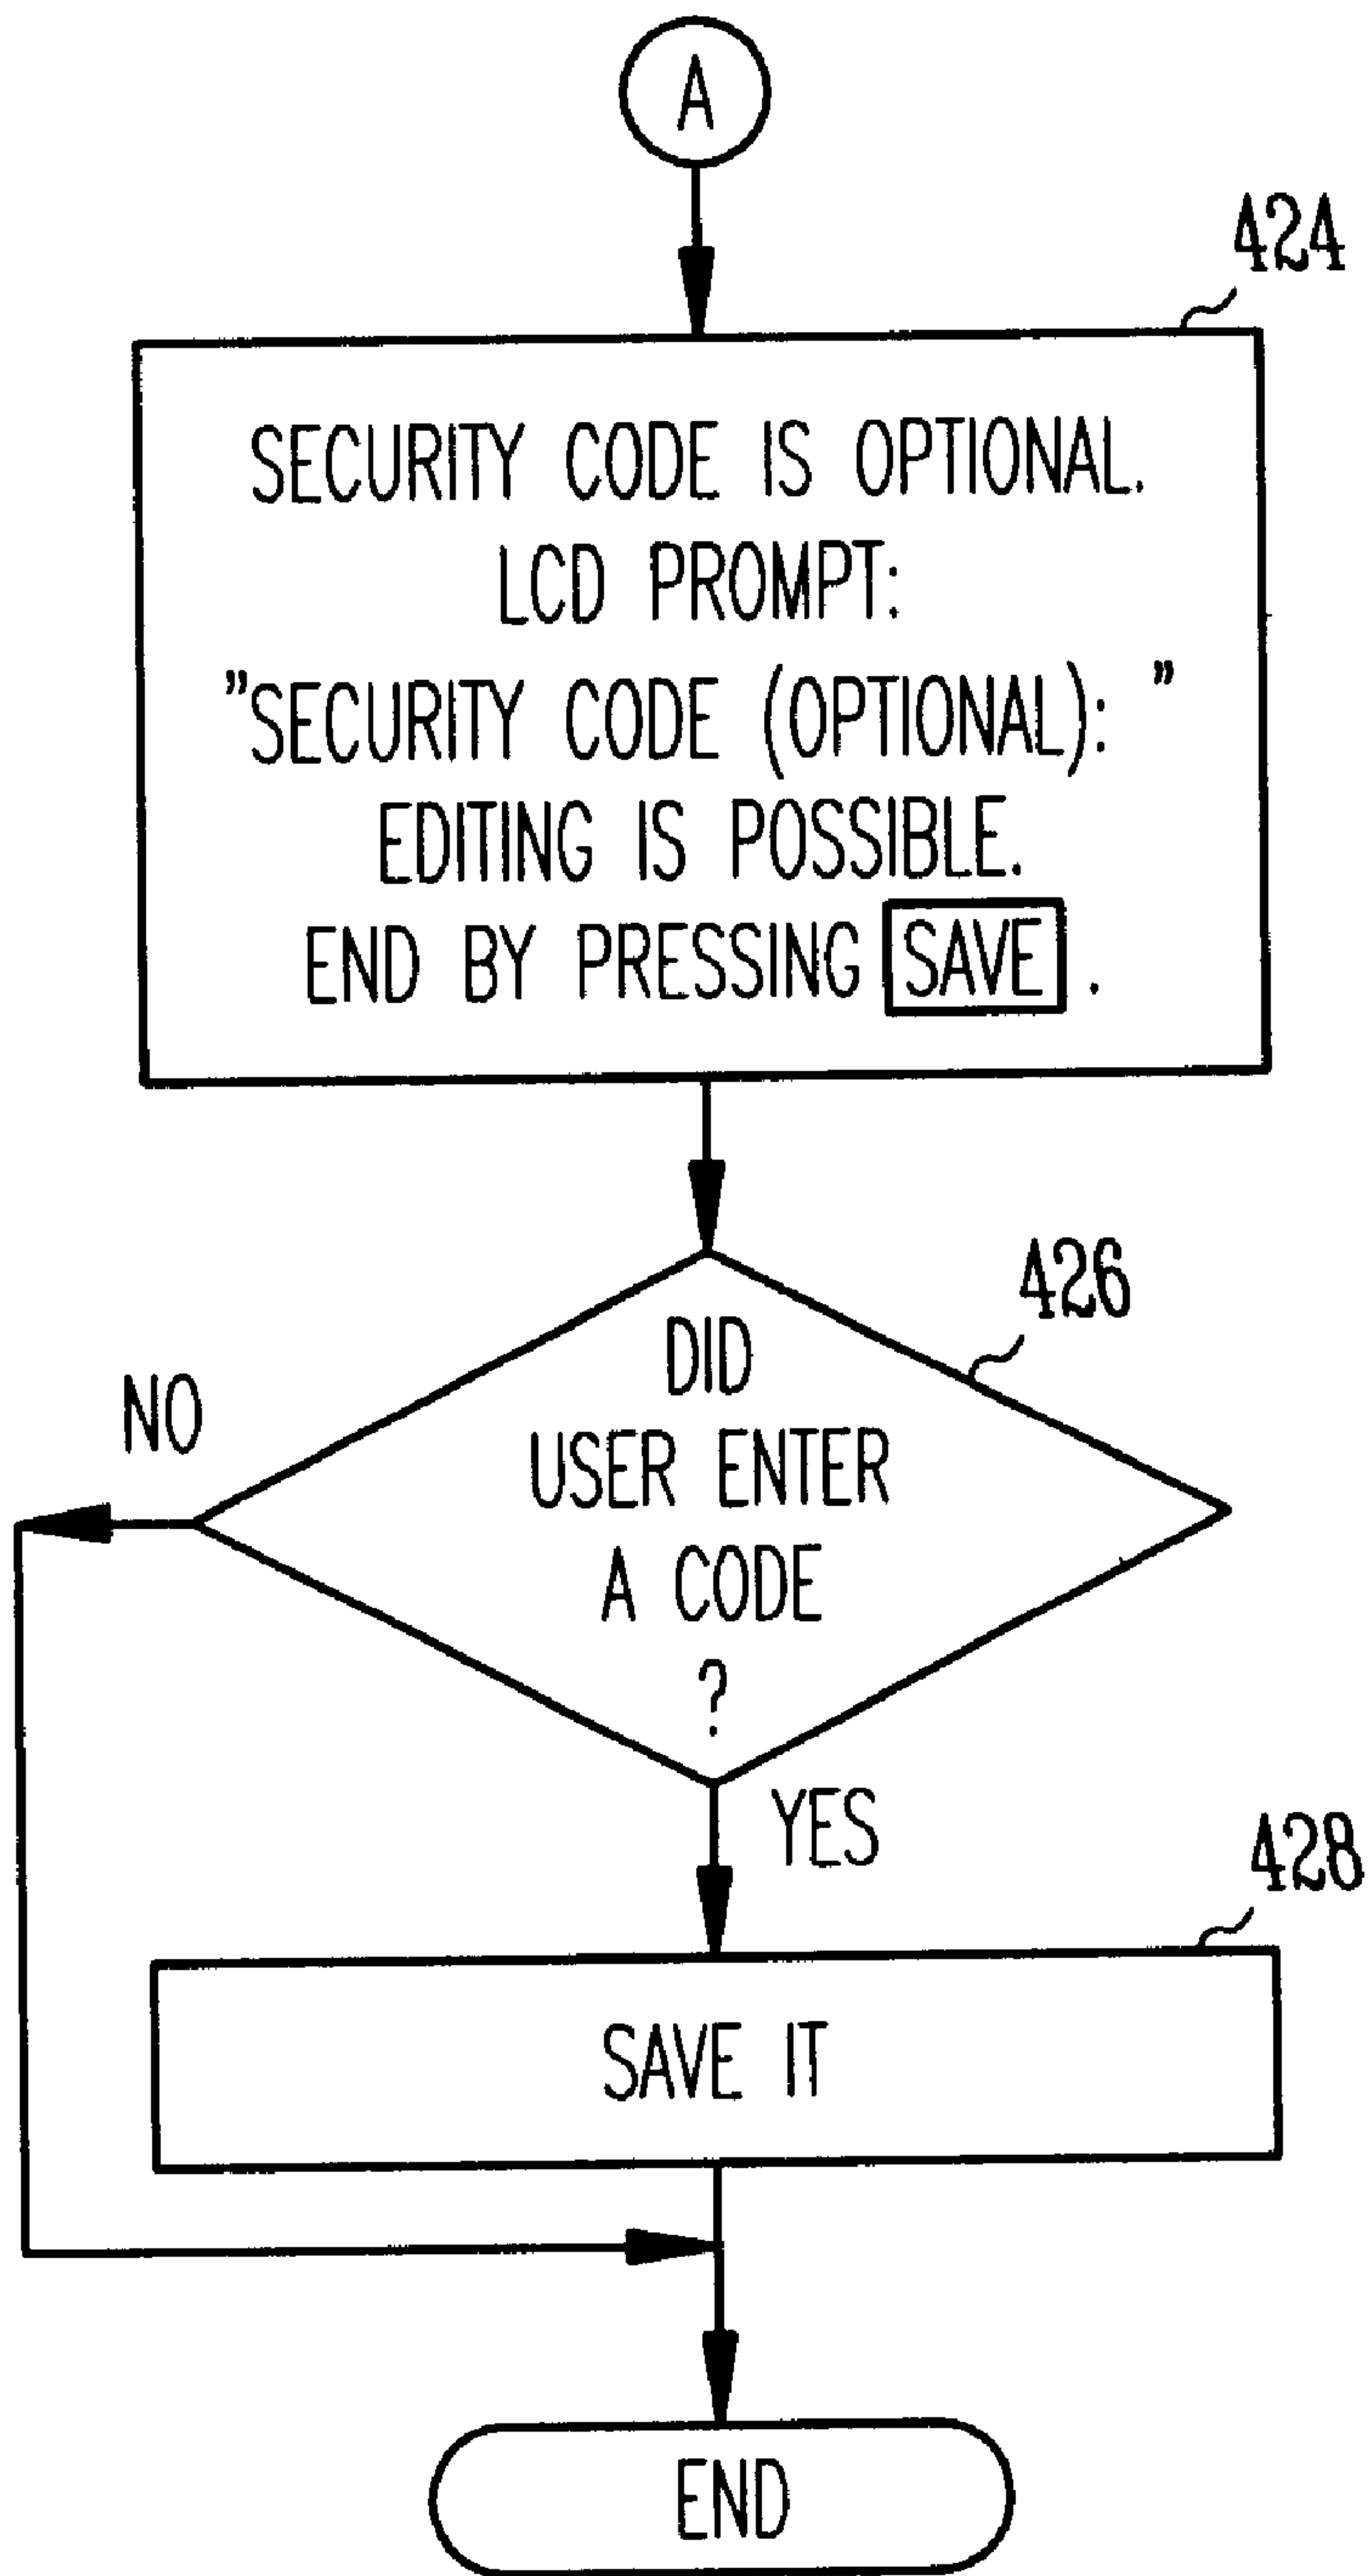 A
424
SECURITY CODE IS OPTIONAL.
LCD PROMPT:
"SECURITY CODE (OPTIONAL): "
EDITING IS POSSIBLE.
END BY PRESSING SAVE .
426
DID
USER ENTER
A CODE
?
NO
YES
428
SAVE IT
END